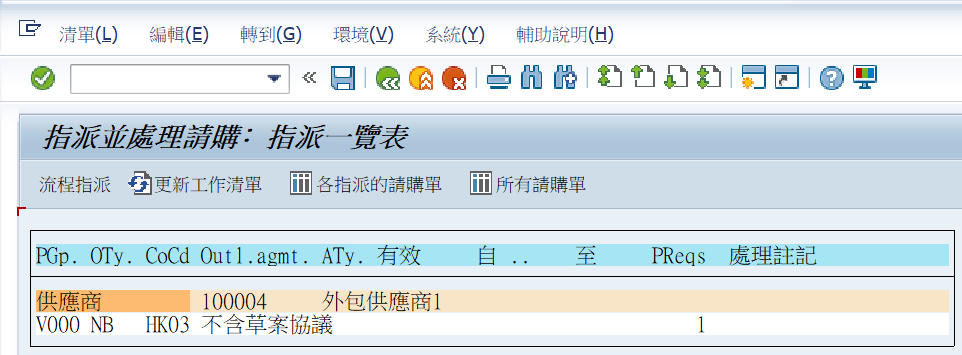 清單(L) 編輯(E) 轉到(G) 環境(V) 系統(Y) 輔助說明(H)
指派並處理請購: 指派一覽表
流程指派 更新工作清單 各指派的請購單 所有請購單
PGp. OTy. CoCd Outl.agmt. ATy. 有效 自 .. 至 PReqs 處理註記
供應商 100004 外包供應商1
V000 NB HK03 不含草案協議 1